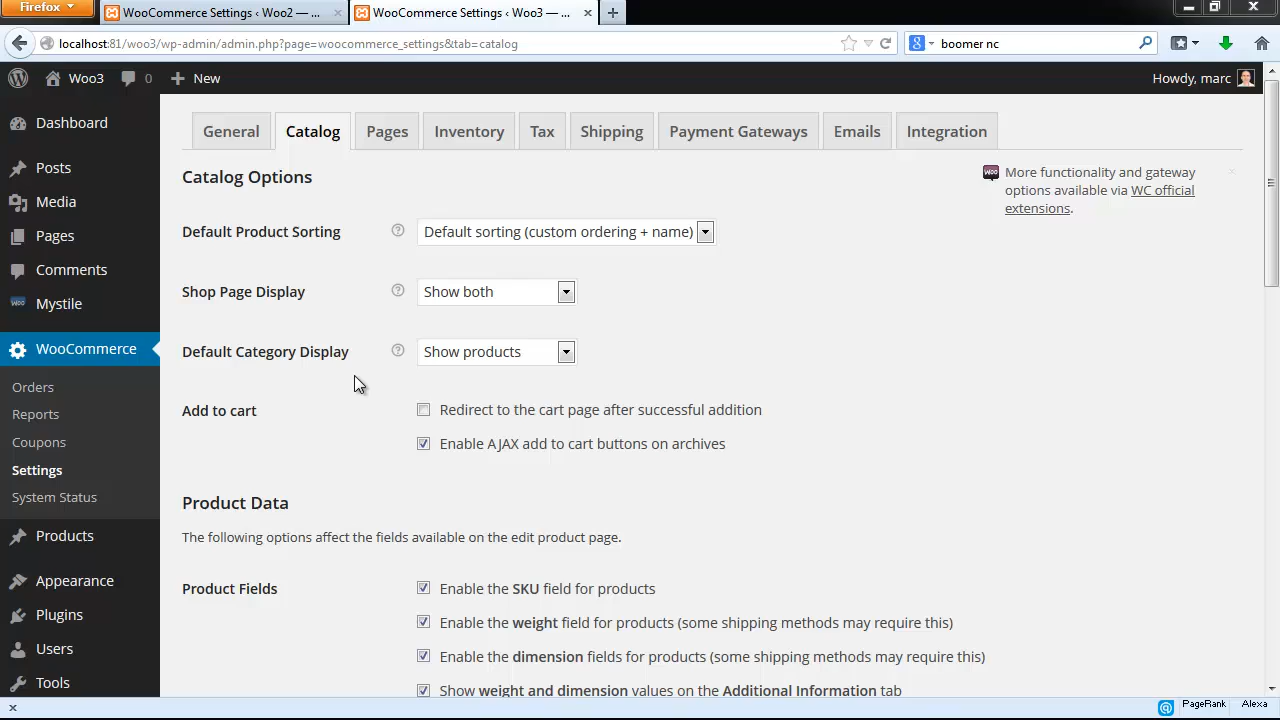 Firefox
WooCommerce Settings ‹ Woo2 — ...
WooCommerce Settings ‹ Woo3 — ...
localhost:81/woo3/wp-admin/admin.php?page=woocommerce_settings&tab=catalog
boomer nc
Woo3
0
New
Howdy, marc
Dashboard
Posts
Media
Pages
Comments
Mystile
WooCommerce
Orders
Reports
Coupons
Settings
System Status
Products
Appearance
Plugins
Users
Tools
General
Catalog
Pages
Inventory
Tax
Shipping
Payment Gateways
Emails
Integration
More functionality and gateway
options available via WC official
extensions.
Catalog Options
Default Product Sorting
Default sorting (custom ordering + name)
Shop Page Display
Show both
Default Category Display
Show products
Add to cart
Redirect to the cart page after successful addition
Enable AJAX add to cart buttons on archives
Product Data
The following options affect the fields available on the edit product page.
Product Fields
Enable the SKU field for products
Enable the weight field for products (some shipping methods may require this)
Enable the dimension fields for products (some shipping methods may require this)
Show weight and dimension values on the Additional Information tab
PageRank
Alexa